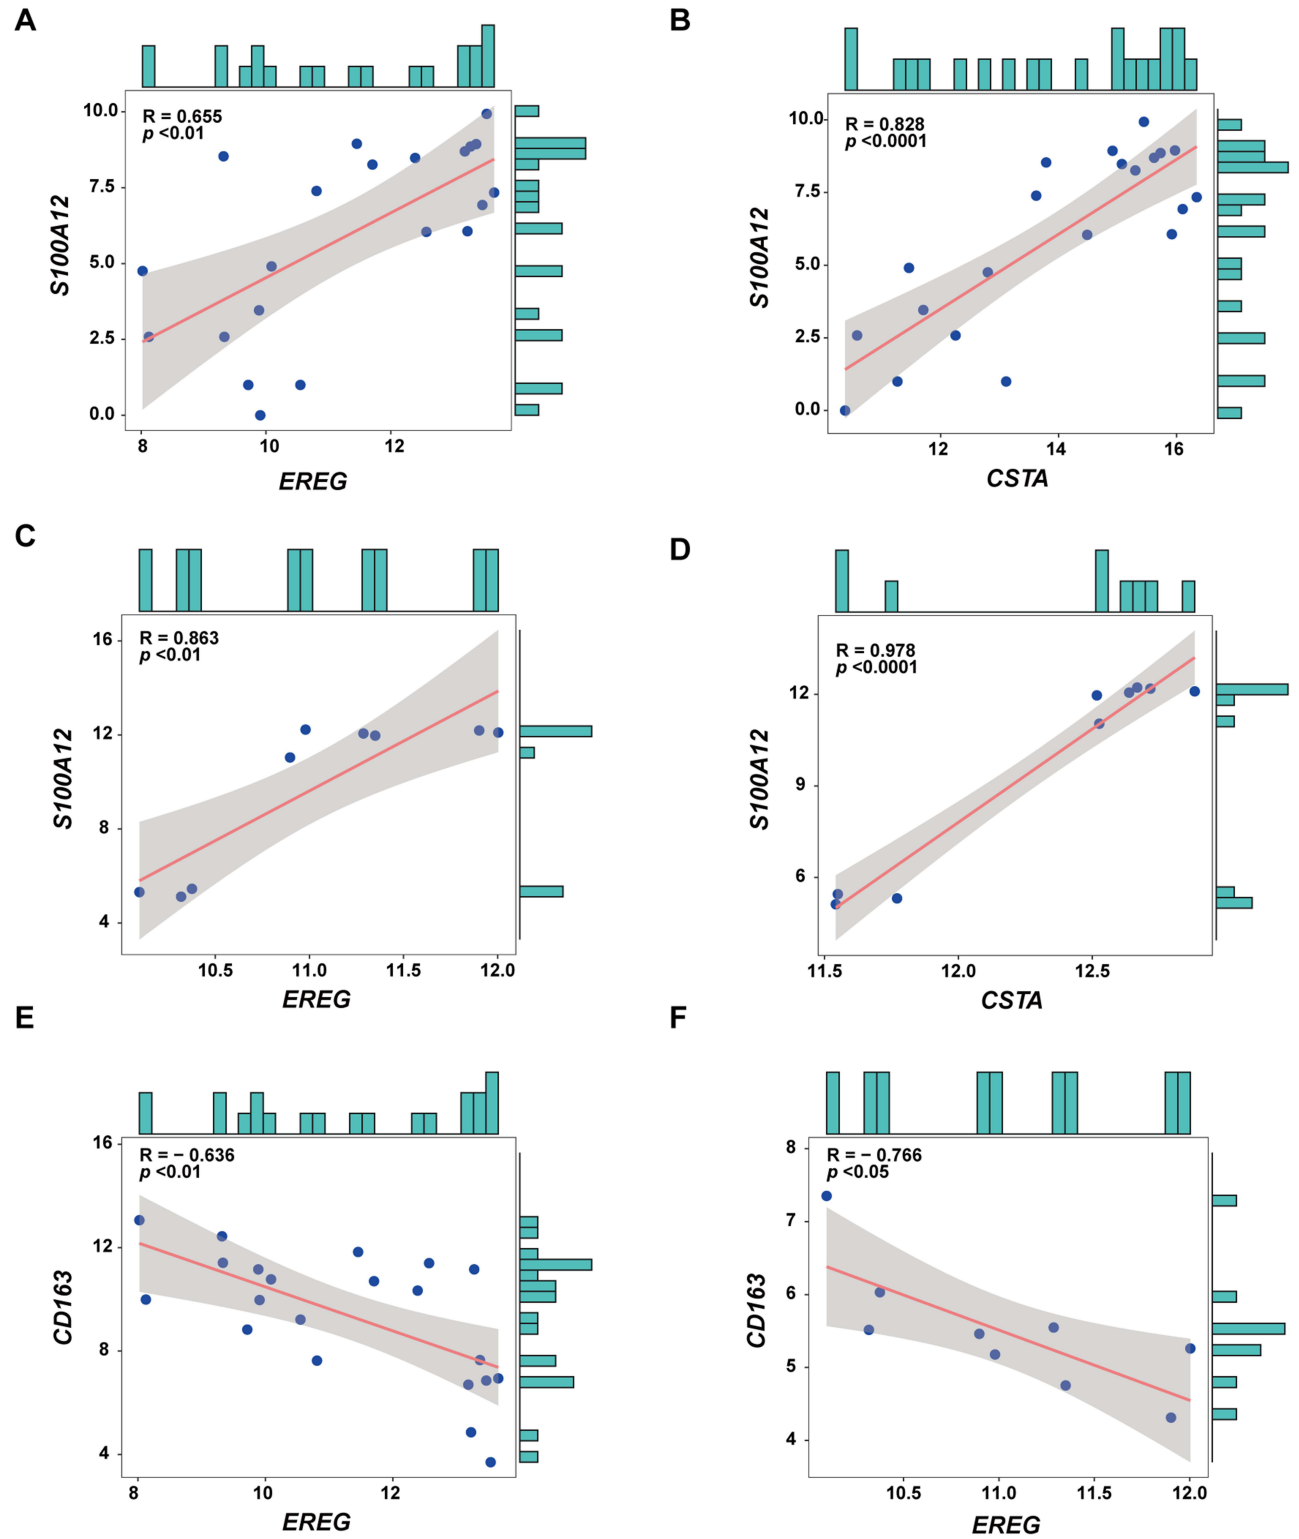 A
R = 0.655
p <0.01
10.0
7.5
5.0
2.5
0.0
S100A12
8
10
12
EREG
B
R = 0.828
p <0.0001
10.0
7.5
5.0
2.5
0.0
S100A12
12
14
16
CSTA
C
R = 0.863
p <0.01
16
12
8
4
S100A12
10.5
11.0
11.5
12.0
EREG
D
R = 0.978
p <0.0001
12
9
6
S100A12
11.5
12.0
12.5
CSTA
E
R = − 0.636
p <0.01
16
12
8
4
CD163
8
10
12
EREG
F
R = − 0.766
p <0.05
8
7
6
5
4
CD163
10.5
11.0
11.5
12.0
EREG